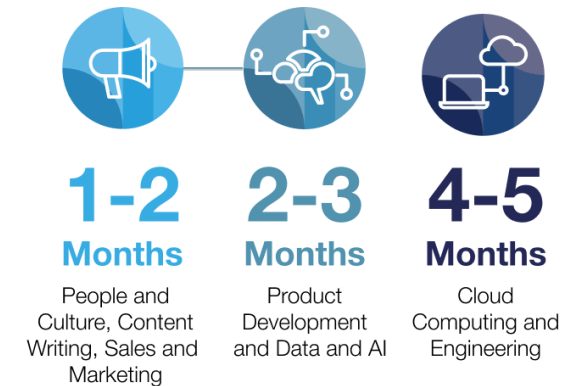 1-2
Months
People and
Culture, Content
Writing, Sales and
Marketing
2-3
Months
Product
Development
and Data and AI
4-5
Months
Cloud
Computing and
Engineering